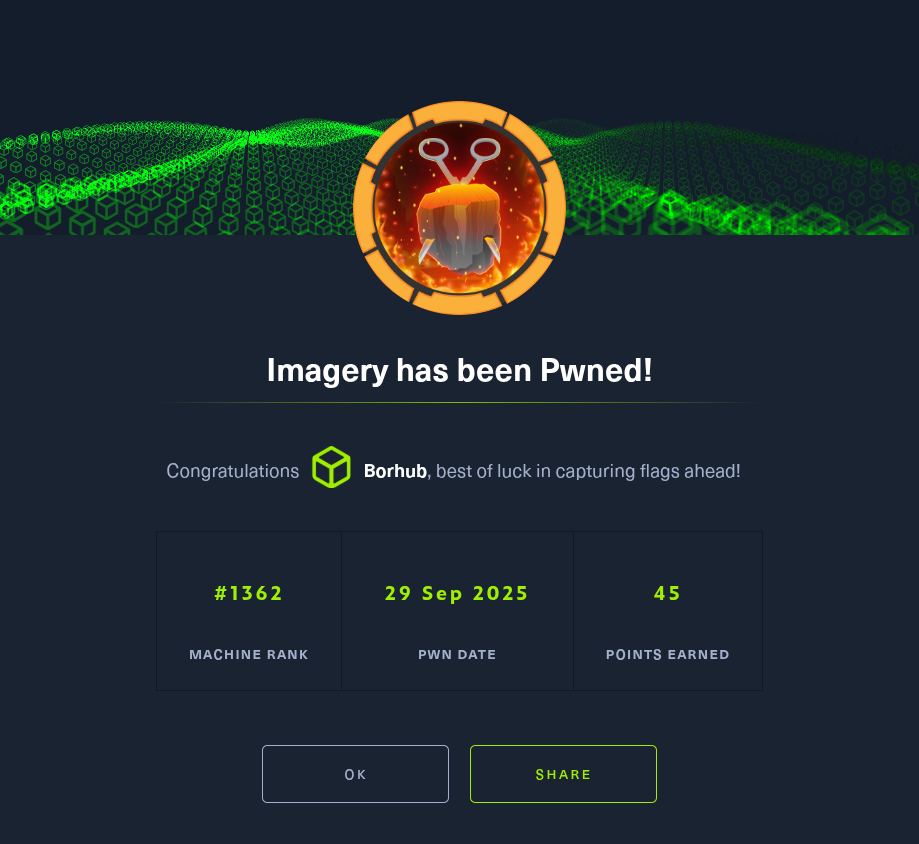 Imagery has been Pwned!
Congratulations Borhub, best of luck in capturing flags ahead!
#1362 29 Sep 2025 45
MACHINE RANK PWN DATE POINTS EARNED
OK SHARE